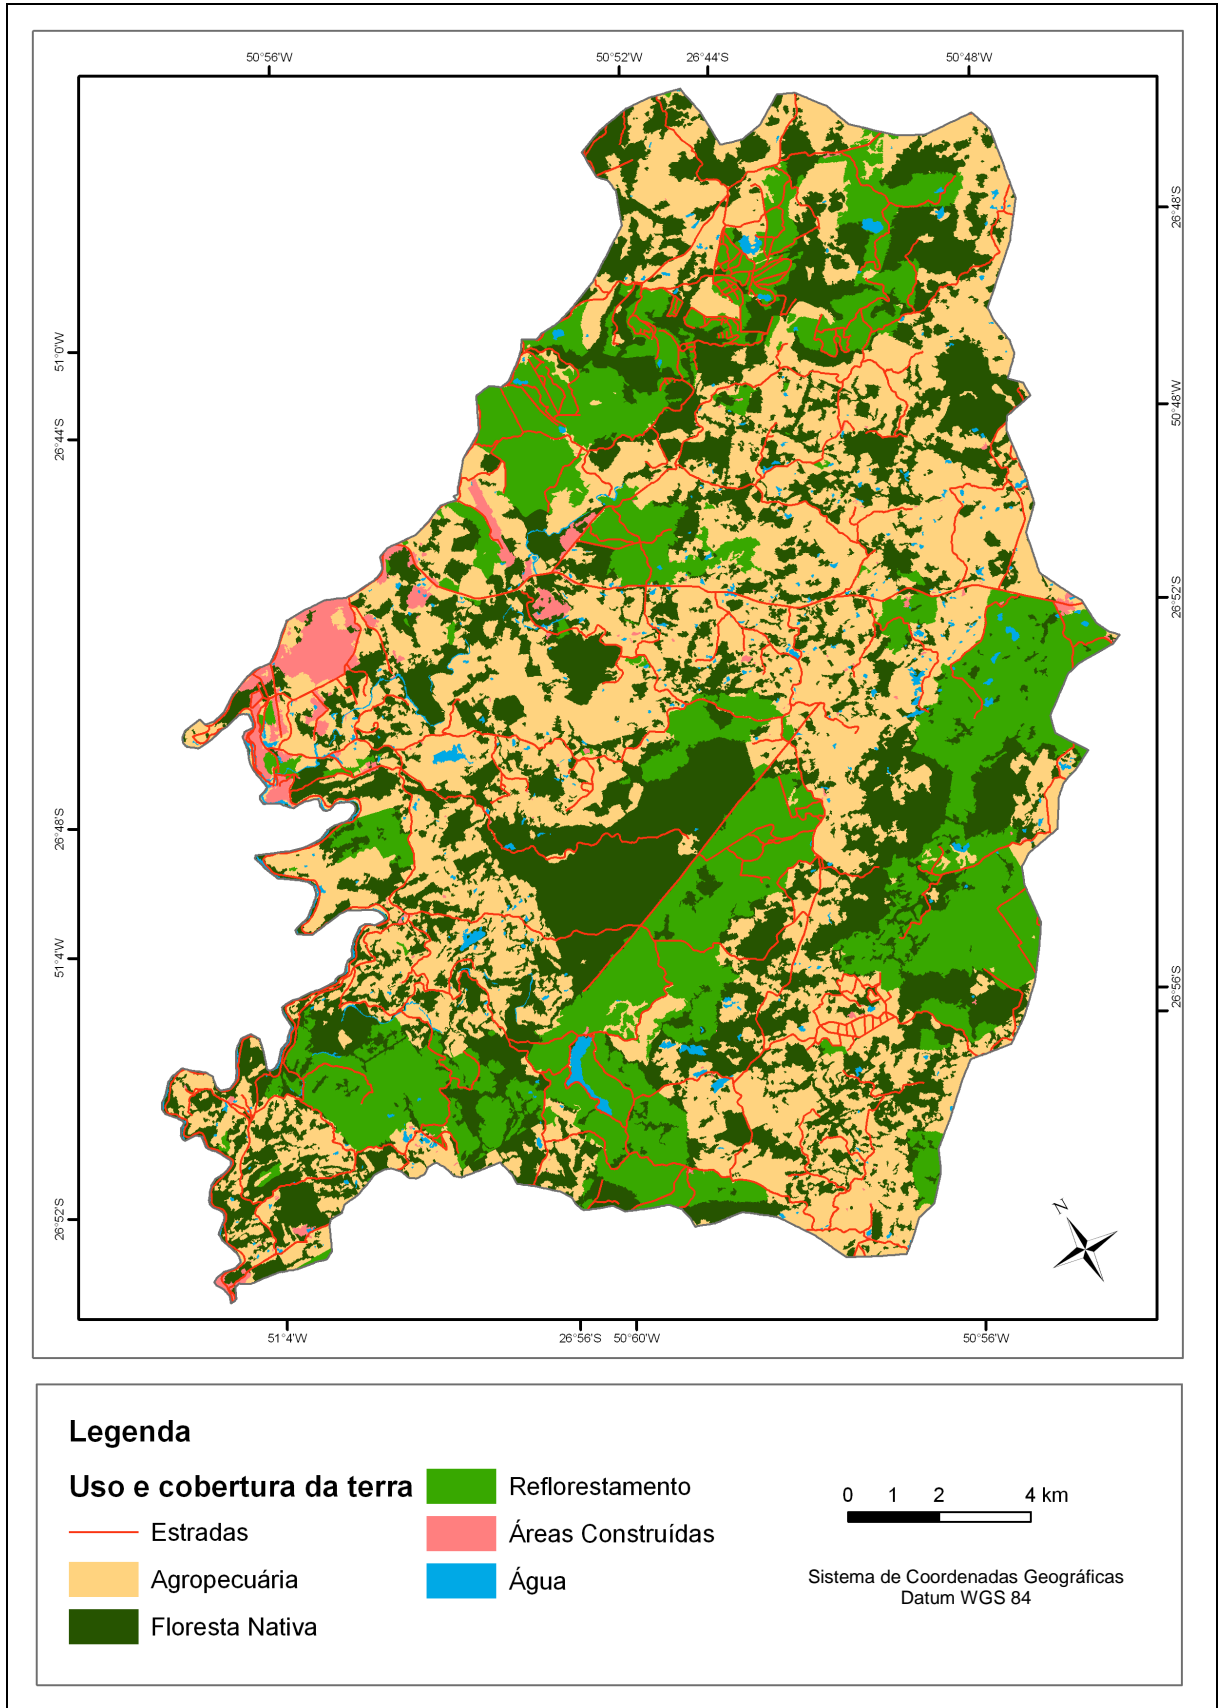 50°56'W
50°52'W
26°44'S
50°48'W
26°48'S
51°0'W
50°48'W
26°44'S
26°52'S
26°48'S
51°4'W
26°56'S
26°52'S
N
51°4'W
26°56'S
50°60'W
50°56'W
Legenda
Uso e cobertura da terra
Estradas
Agropecuária
Floresta Nativa
Reflorestamento
Áreas Construídas
Água
0 1 2 4 km
Sistema de Coordenadas Geográficas
Datum WGS 84